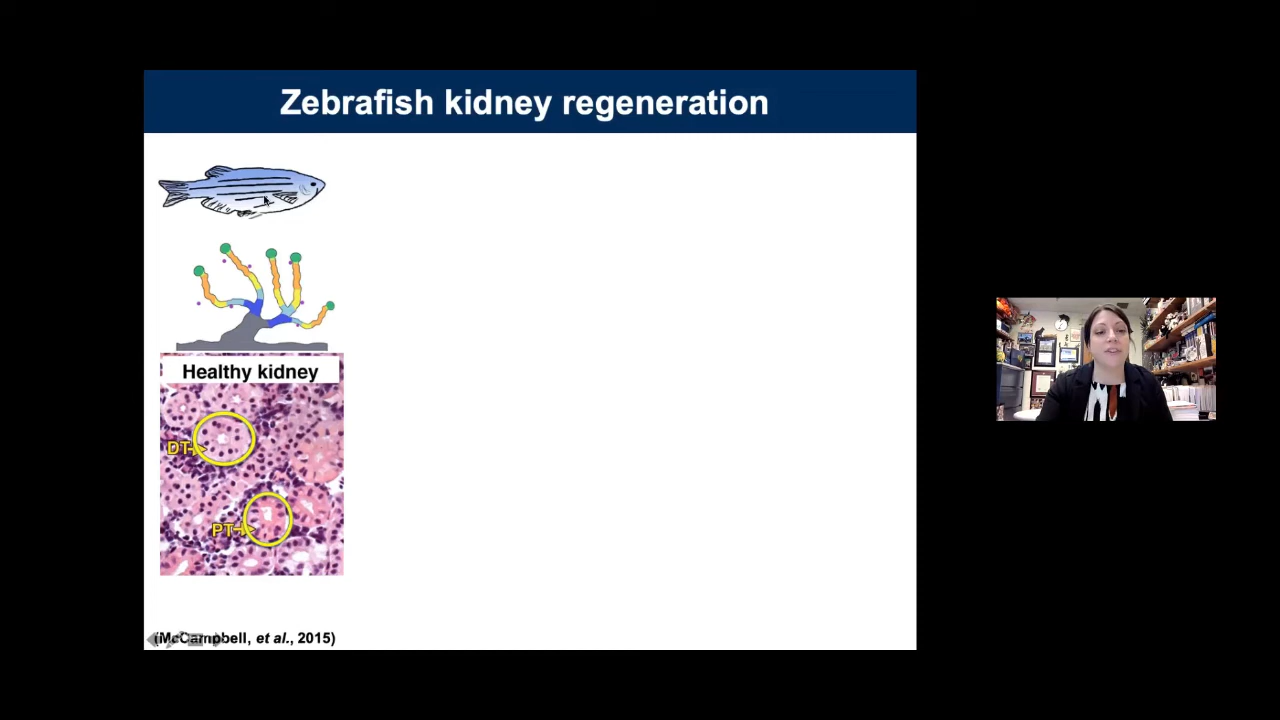 Zebrafish kidney regeneration
Healthy kidney
DT
PT
(McCampbell, et al., 2015)